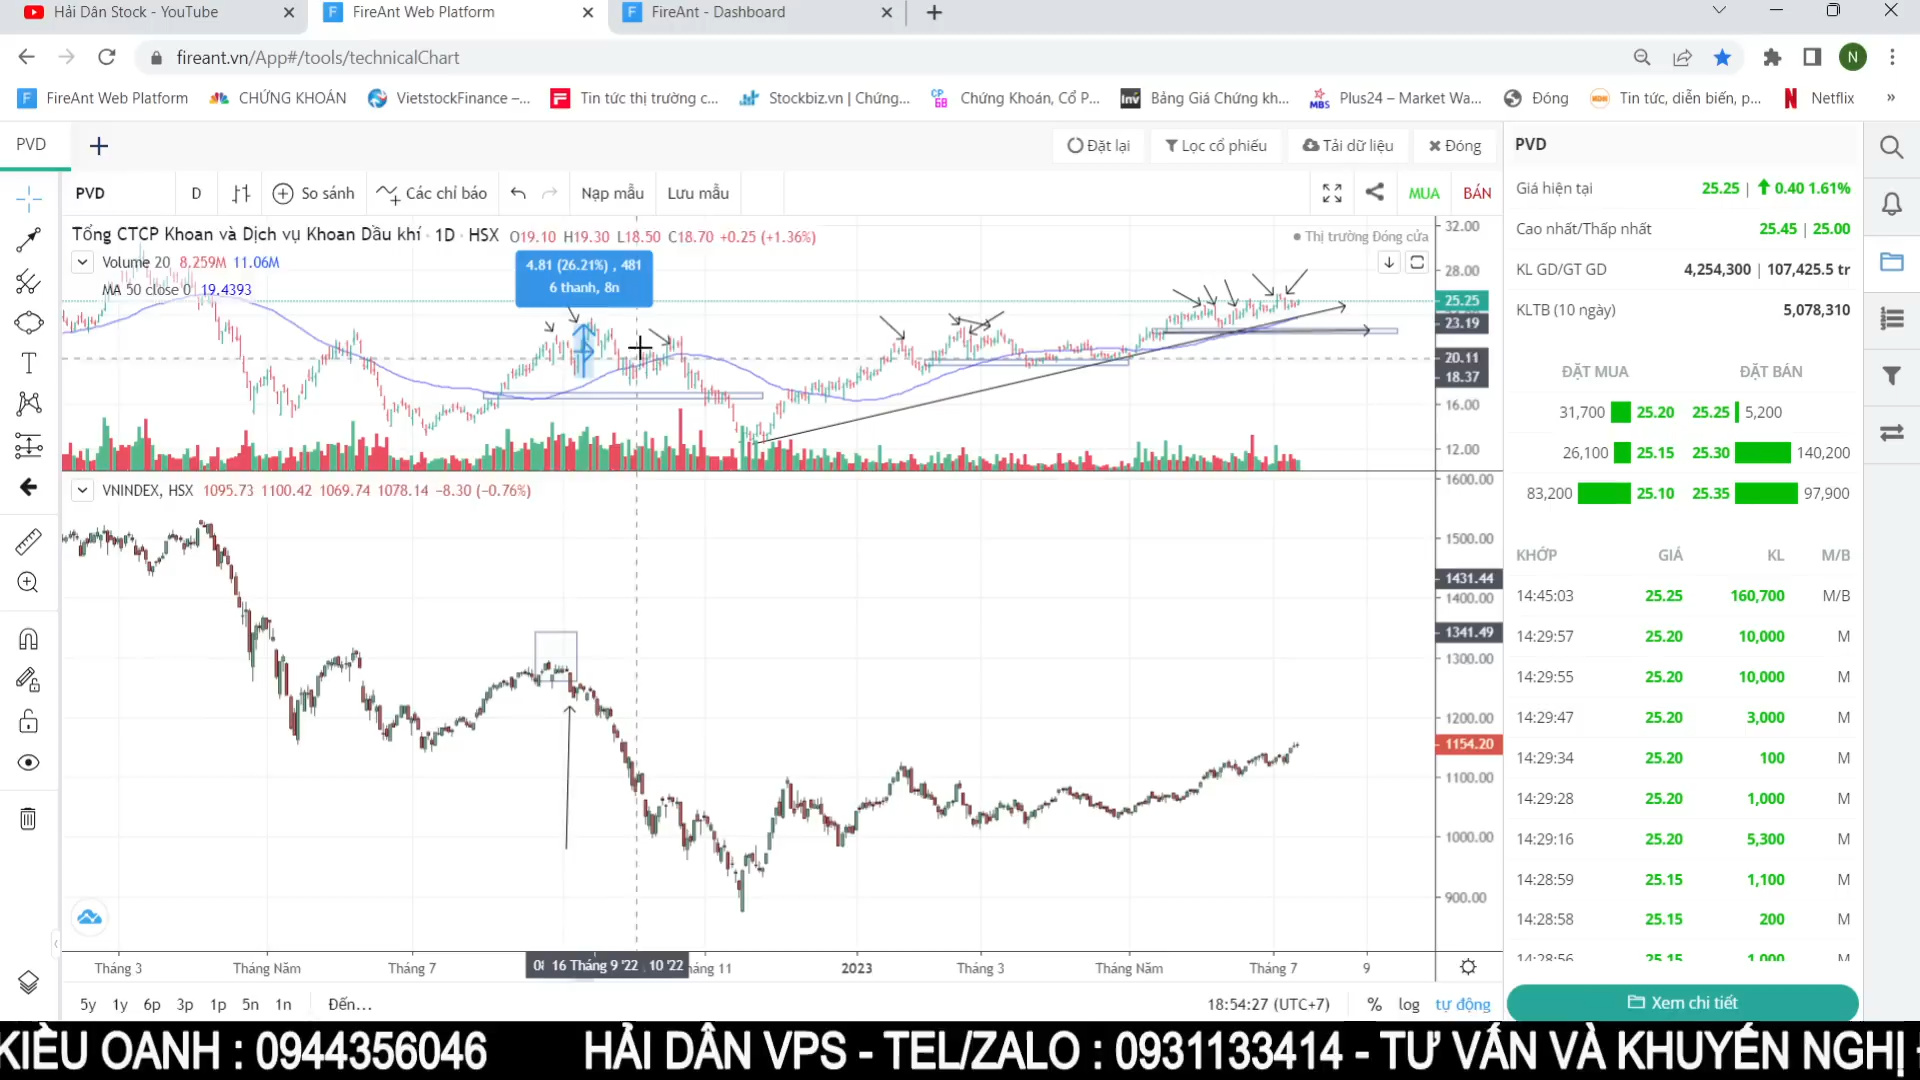 Hải Dân Stock - YouTube
FireAnt Web Platform
FireAnt - Dashboard
fireant.vn/App#/tools/technicalChart
N
FireAnt Web Platform
CHỨNG KHOÁN
VietstockFinance –...
Tin tức thị trường c...
Stockbiz.vn | Chứng...
Chứng Khoán, Cổ P...
Bảng Giá Chứng kh...
Plus24 – Market Wa...
Đóng
Tin tức, diễn biến, p...
Netflix
»
PVD
Đặt lại
Lọc cổ phiếu
Tải dữ liệu
Đóng
PVD
D
So sánh
Các chỉ báo
Nạp mẫu
Lưu mẫu
MUA
BÁN
Tổng CTCP Khoan và Dịch vụ Khoan Dầu khí · 1D · HSX O19.10 H19.30 L18.50 C18.70 +0.25 (+1.36%)
Thị trường Đóng cửa
Volume 20 8.259M 11.06M
MA 50 close 0 19.4393
4.81 (26.21%) , 481
6 thanh, 8n
32.00
28.00
25.25
23.19
20.11
18.37
16.00
12.00
VNINDEX, HSX 1095.73 1100.42 1069.74 1078.14 −8.30 (−0.76%)
1600.00
1500.00
1431.44
1400.00
1341.49
1300.00
1200.00
1154.20
1100.00
1000.00
900.00
Tháng 3
Tháng Năm
Tháng 7
16 Tháng 9 '22
10 '22
háng 11
2023
Tháng 3
Tháng Năm
Tháng 7
9
5y 1y 6p 3p 1p 5n 1n
Đến...
18:54:27 (UTC+7)
% log tự động
PVD
Giá hiện tại 25.25 | 0.40 1.61%
Cao nhất/Thấp nhất 25.45 | 25.00
KL GD/GT GD 4,254,300 | 107,425.5 tr
KLTB (10 ngày) 5,078,310
ĐẶT MUA ĐẶT BÁN
31,700 25.20 25.25 5,200
26,100 25.15 25.30 140,200
83,200 25.10 25.35 97,900
KHỚP GIÁ KL M/B
14:45:03 25.25 160,700 M/B
14:29:57 25.20 10,000 M
14:29:55 25.20 10,000 M
14:29:47 25.20 3,000 M
14:29:34 25.20 100 M
14:29:28 25.20 1,000 M
14:29:16 25.20 5,300 M
14:28:59 25.15 1,100 M
14:28:58 25.15 200 M
14:28:56 25.15 1,000 M
Xem chi tiết
KIỀU OANH : 0944356046 HẢI DÂN VPS - TEL/ZALO : 0931133414 - TƯ VẤN VÀ KHUYẾN NGHỊ